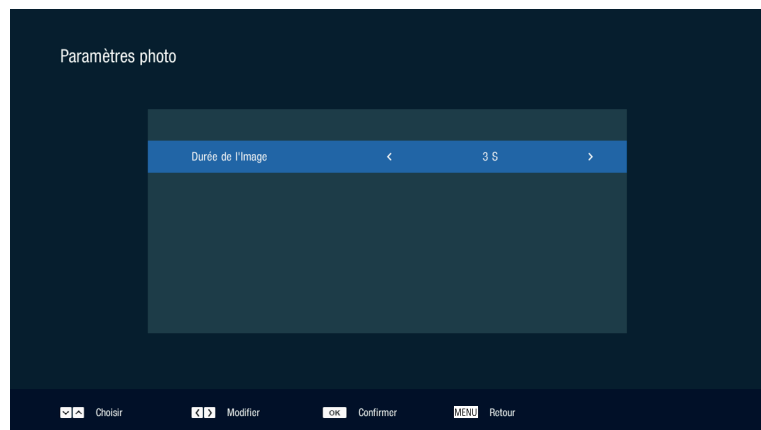 Paramètres photo
Durée de l'Image < 3 S >
Choisir Modifier OK Confirmer MENU Retour